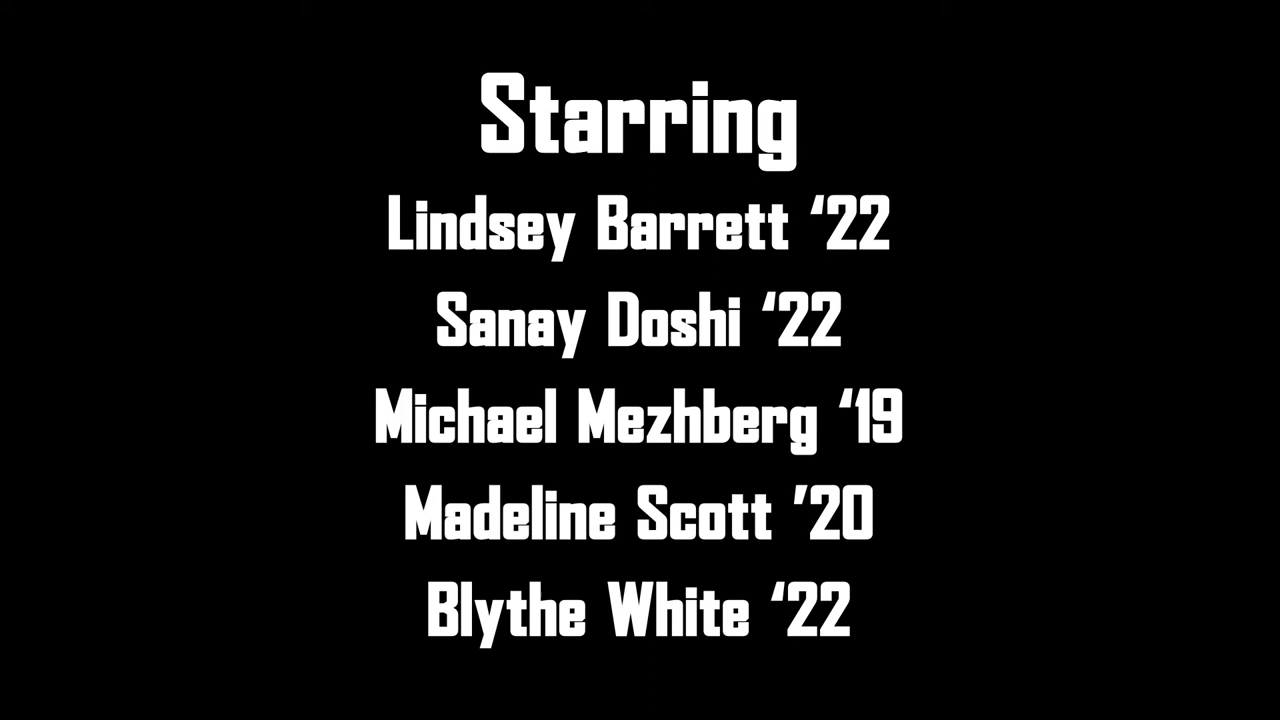 Starring
Lindsey Barrett ‘22
Sanay Doshi ‘22
Michael Mezhberg ‘19
Madeline Scott ’20
Blythe White ‘22